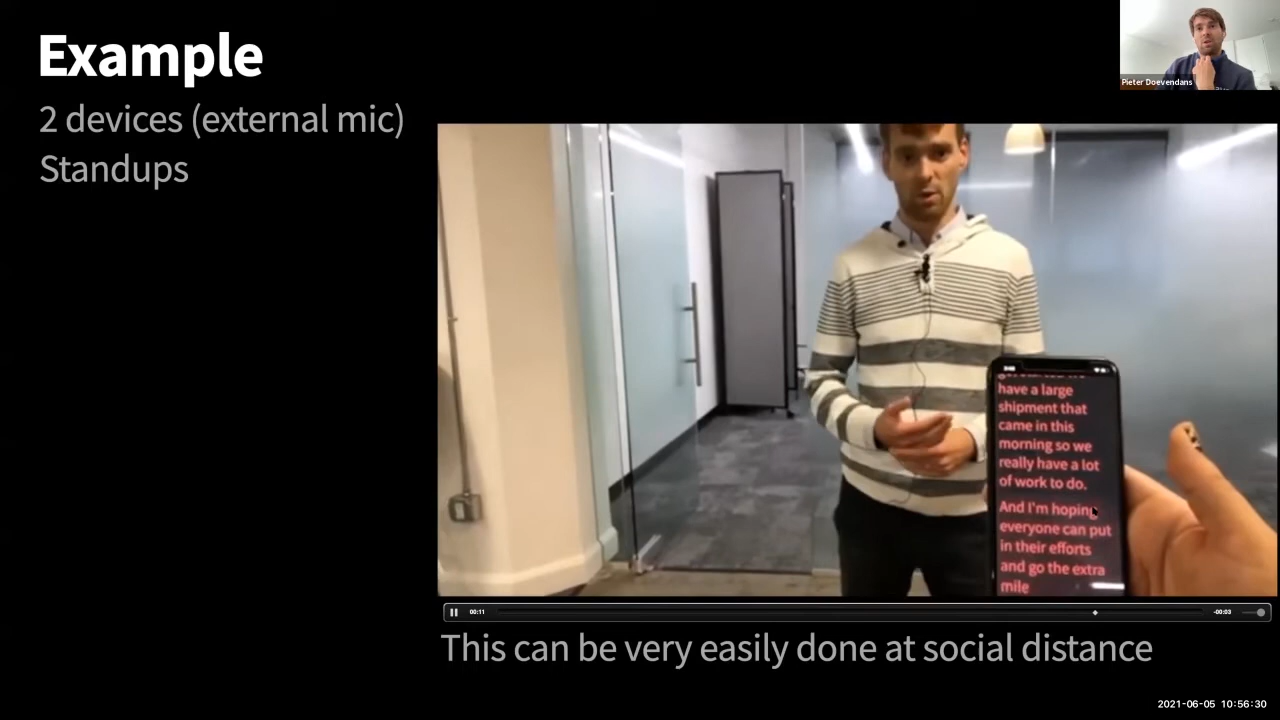 Example
2 devices (external mic)
Standups
Pieter Doevendans
have a large
shipment that
came in this
morning so we
really have a lot
of work to do.
And I'm hoping
everyone can put
in their efforts
and go the extra
mile
00:11
-00:03
This can be very easily done at social distance
2021-06-05 10:56:30